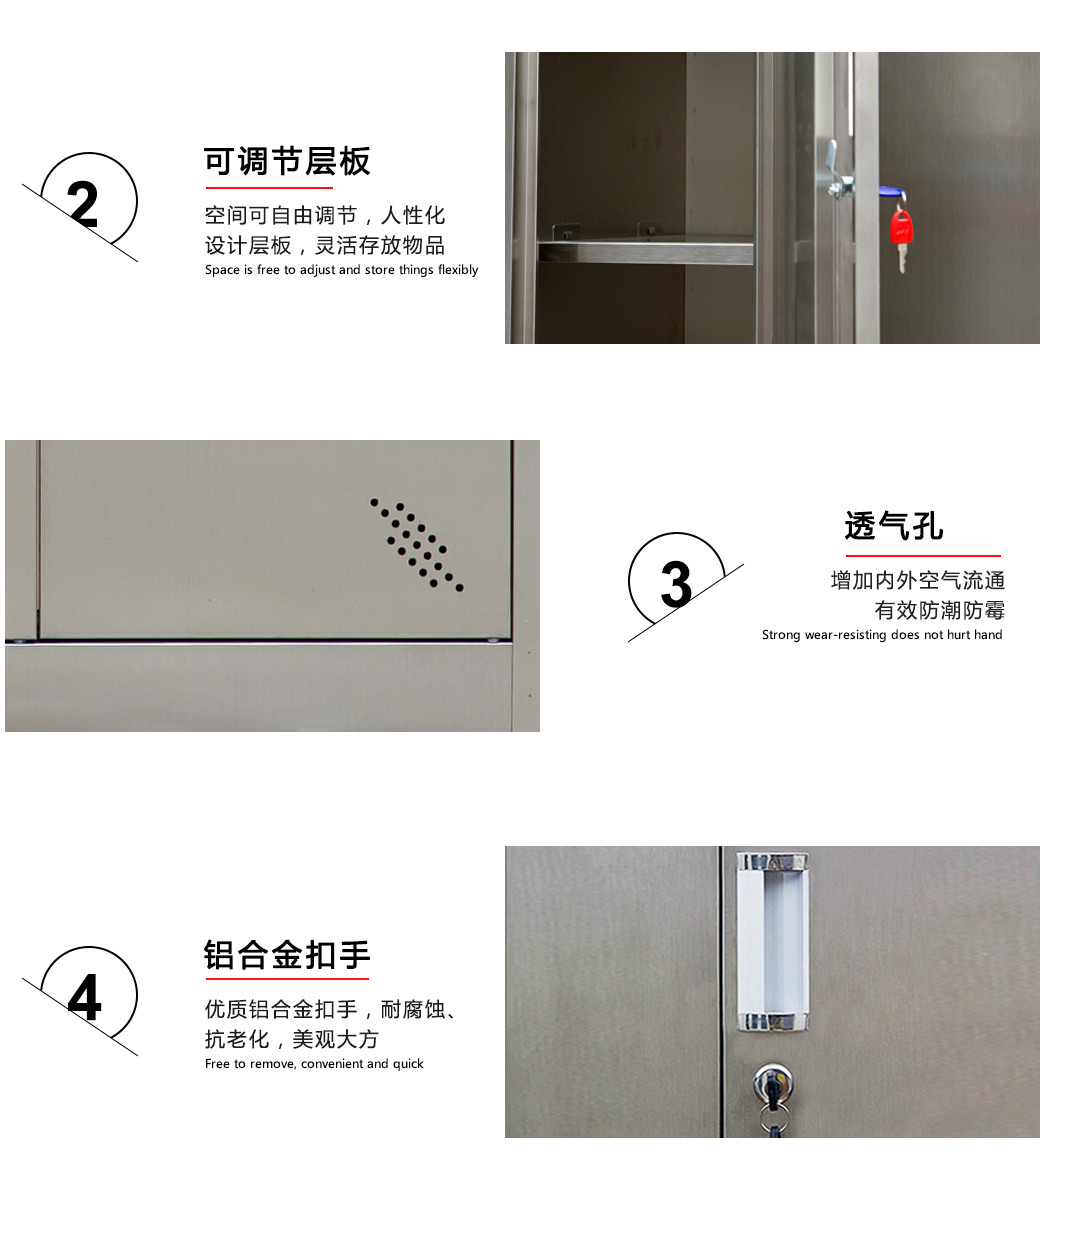 2
可调节层板
空间可自由调节，人性化
设计层板，灵活存放物品
Space is free to adjust and store things flexibly
3
透气孔
增加内外空气流通
有效防潮防霉
Strong wear-resisting does not hurt hand
4
铝合金扣手
优质铝合金扣手，耐腐蚀、
抗老化，美观大方
Free to remove, convenient and quick